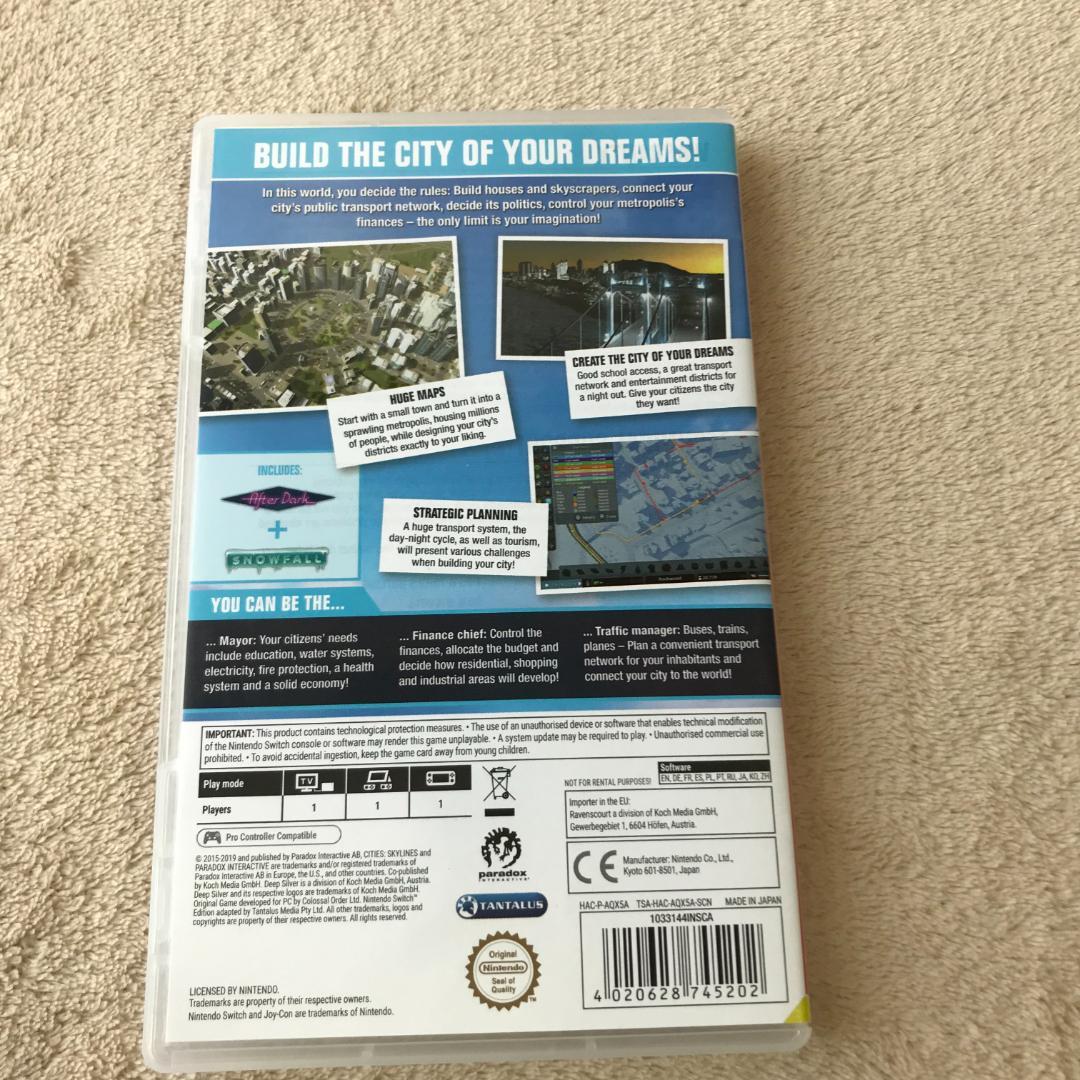 BUILD THE CITY OF YOUR DREAMS!
In this world, you decide the rules: Build houses and skyscrapers, connect your
city's public transport network, decide its politics, control your metropolis's
finances – the only limit is your imagination!
HUGE MAPS
Start with a small town and turn it into a
sprawling metropolis, housing millions
of people, while designing your city's
districts exactly to your liking.
CREATE THE CITY OF YOUR DREAMS
Good school access, a great transport
network and entertainment districts for
a night out. Give your citizens the city
they want!
INCLUDES:
After Dark
+
SNOWFALL
STRATEGIC PLANNING
A huge transport system, the
day-night cycle, as well as tourism,
will present various challenges
when building your city!
YOU CAN BE THE...
... Mayor: Your citizens' needs
include education, water systems,
electricity, fire protection, a health
system and a solid economy!
... Finance chief: Control the
finances, allocate the budget and
decide how residential, shopping
and industrial areas will develop!
... Traffic manager: Buses, trains,
planes – Plan a convenient transport
network for your inhabitants and
connect your city to the world!
IMPORTANT: This product contains technological protection measures. • The use of an unauthorised device or software that enables technical modification
of the Nintendo Switch console or software may render this game unplayable. • A system update may be required to play. • Unauthorised commercial use
prohibited. • To avoid accidental ingestion, keep the game card away from young children.
Play mode TV
Players 1 1 1
Pro Controller Compatible
© 2015-2019 and published by Paradox Interactive AB, CITIES: SKYLINES and
PARADOX INTERACTIVE are trademarks and/or registered trademarks of
Paradox Interactive AB in Europe, the U.S., and other countries. Co-published
by Koch Media GmbH. Deep Silver is a division of Koch Media GmbH, Austria.
Deep Silver and its respective logos are trademarks of Koch Media GmbH.
Original Game developed for PC by Colossal Order Ltd. Nintendo Switch™
Edition adapted by Tantalus Media Pty Ltd. All other trademarks, logos and
copyrights are property of their respective owners. All rights reserved.
LICENSED BY NINTENDO.
Trademarks are property of their respective owners.
Nintendo Switch and Joy-Con are trademarks of Nintendo.
paradox
INTERACTIVE
TANTALUS
Original
Nintendo
Seal of
Quality
TM
NOT FOR RENTAL PURPOSES!
Software
EN, DE, FR, ES, PL, PT, RU, JA, KO, ZH
Importer in the EU:
Ravenscourt a division of Koch Media GmbH,
Gewerbegebiet 1, 6604 Höfen, Austria.
CE
Manufacturer: Nintendo Co., Ltd.,
Kyoto 601-8501, Japan
HAC-P-AQX5A TSA-HAC-AQX5A-SCN MADE IN JAPAN
1033144INSCA
4 020628 745202